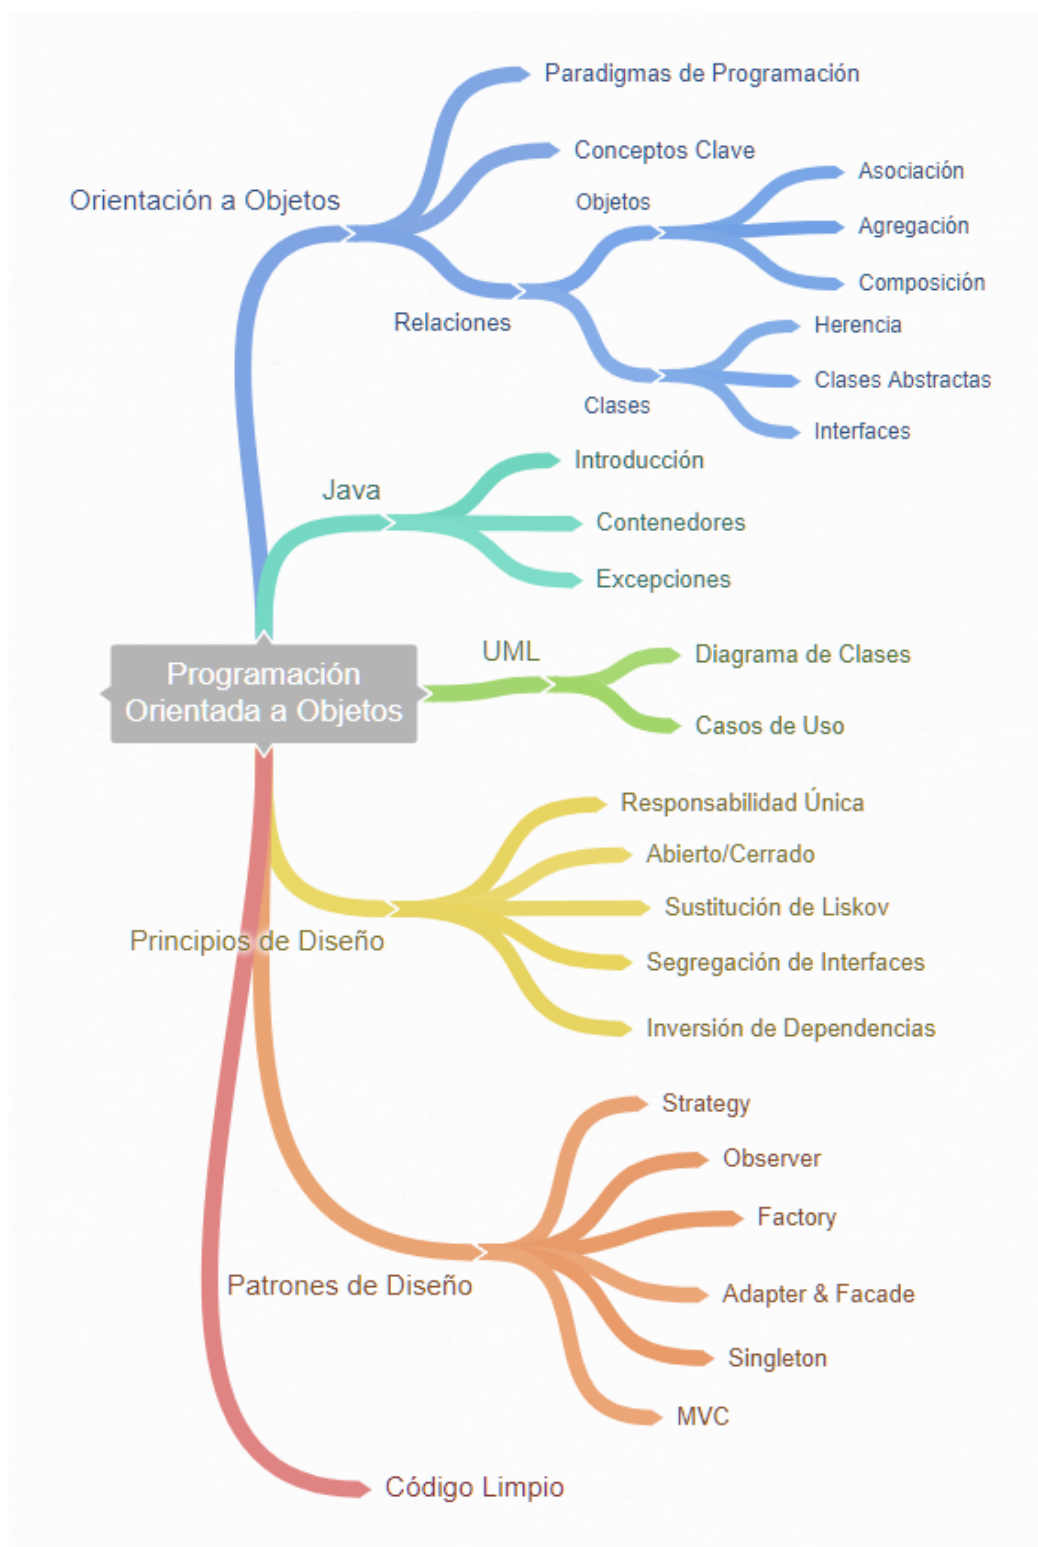 Paradigmas de Programación
Conceptos Clave
Orientación a Objetos
Objetos
Asociación
Agregación
Composición
Relaciones
Herencia
Clases Abstractas
Clases
Interfaces
Java
Introducción
Contenedores
Excepciones
Programación
Orientada a Objetos
UML
Diagrama de Clases
Casos de Uso
Responsabilidad Única
Abierto/Cerrado
Sustitución de Liskov
Principios de Diseño
Segregación de Interfaces
Inversión de Dependencias
Strategy
Observer
Factory
Patrones de Diseño
Adapter & Facade
Singleton
MVC
Código Limpio